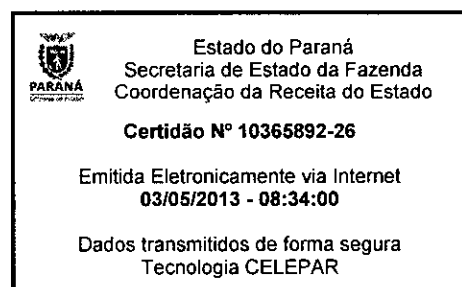 PARANÁ
Estado do Paraná
Secretaria de Estado da Fazenda
Coordenação da Receita do Estado
Certidão Nº 10365892-26
Emitida Eletronicamente via Internet
03/05/2013 - 08:34:00
Dados transmitidos de forma segura
Tecnologia CELEPAR